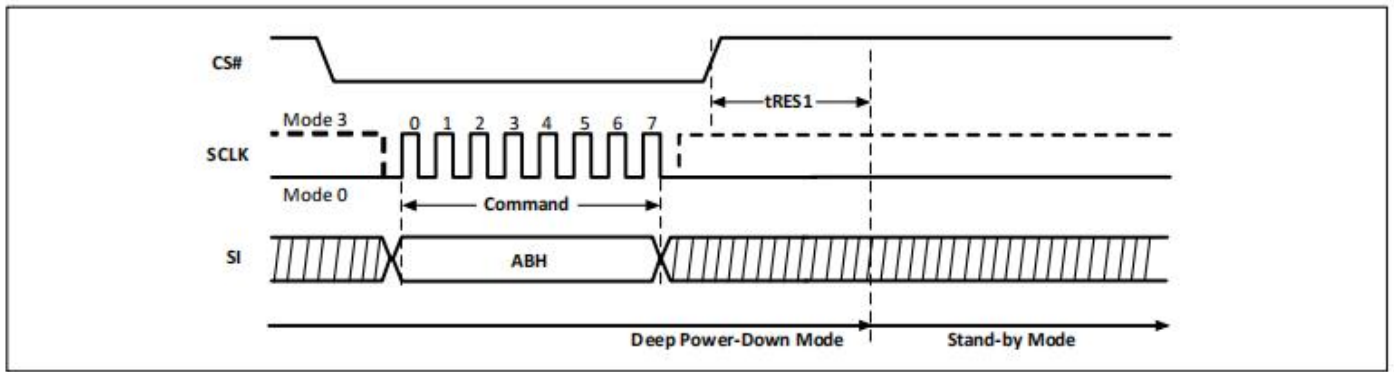 CS#
tRES1
Mode 3
0 1 2 3 4 5 6 7
SCLK
Mode 0
Command
SI
ABH
Deep Power-Down Mode
Stand-by Mode